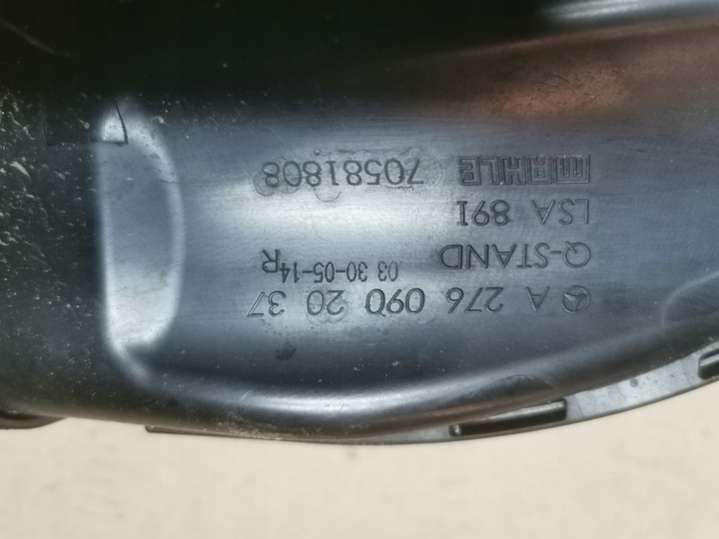 A 276 090 20 37
Q-STAND 03 30-05-14R
LSA 891
MAHLE 70581808